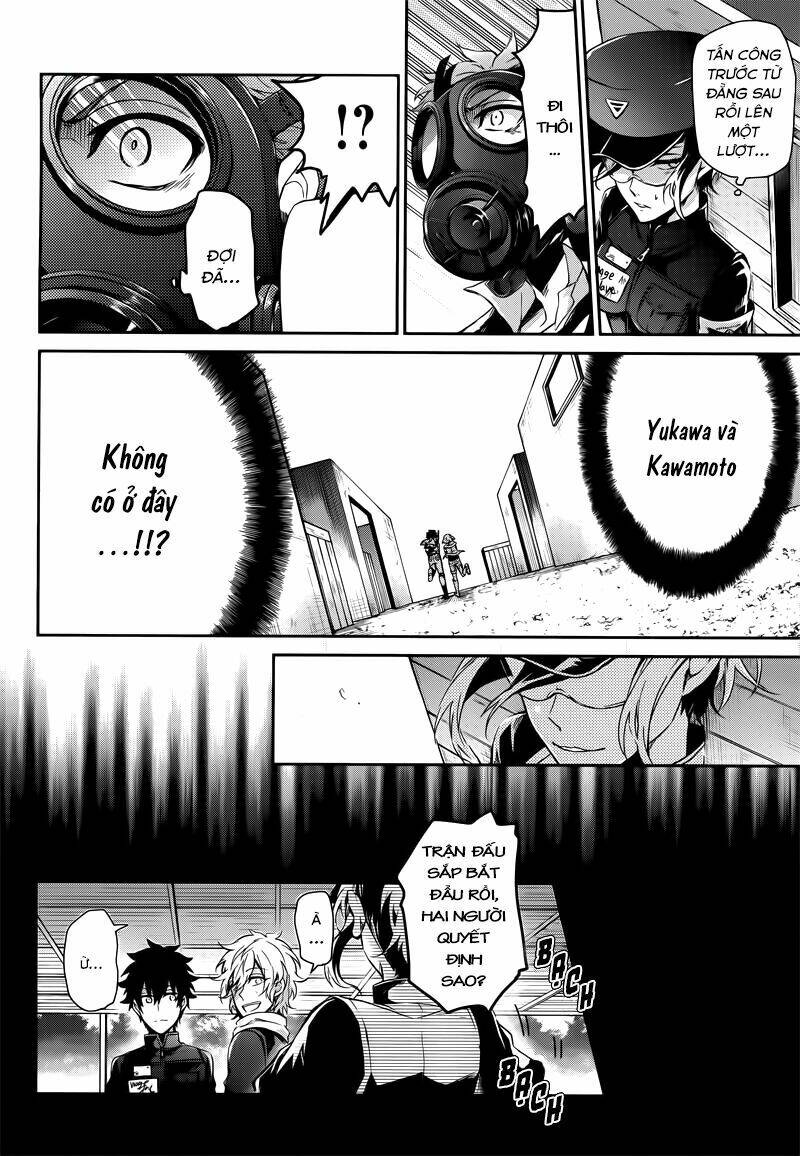 TẤN CÔNG
TRƯỚC TỪ
ĐẰNG SAU
RỒI LÊN
MỘT
LƯỢT...
ĐI
THÔI
...
!?
ĐỢI
ĐÃ...
Yukawa và
Kawamoto
Không
có ở đây
...!!?
TRẬN ĐẤU
SẮP BẮT
ĐẦU RỒI,
HAI NGƯỜI
QUYẾT
ĐỊNH
SAO?
BẠCH
BẠCH
À
...
Ừ...